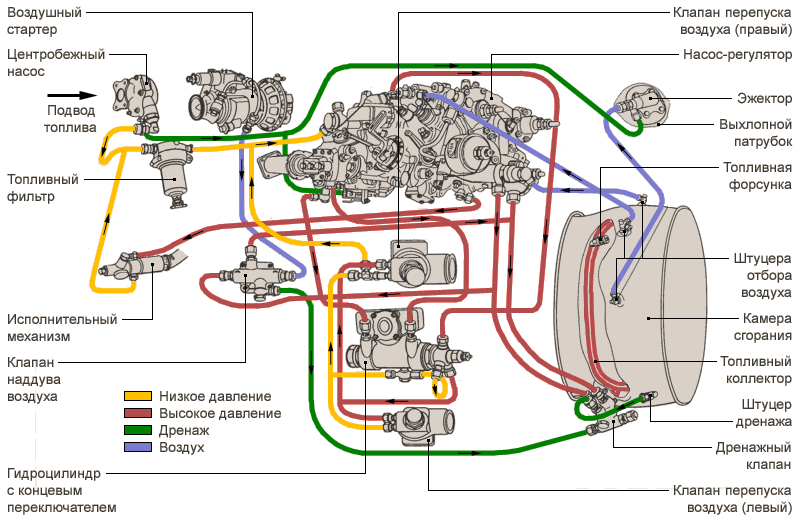 Воздушный
стартер
Центробежный
насос
Подвод
топлива
Топливный
фильтр
Исполнительный
механизм
Клапан
наддува
воздуха
Гидроцилиндр
с концевым
переключателем
Низкое давление
Высокое давление
Дренаж
Воздух
Клапан перепуска
воздуха (правый)
Насос-регулятор
Эжектор
Выхлопной
патрубок
Топливная
форсунка
Штуцера
отбора
воздуха
Камера
сгорания
Топливный
коллектор
Штуцер
дренажа
Дренажный
клапан
Клапан перепуска
воздуха (левый)